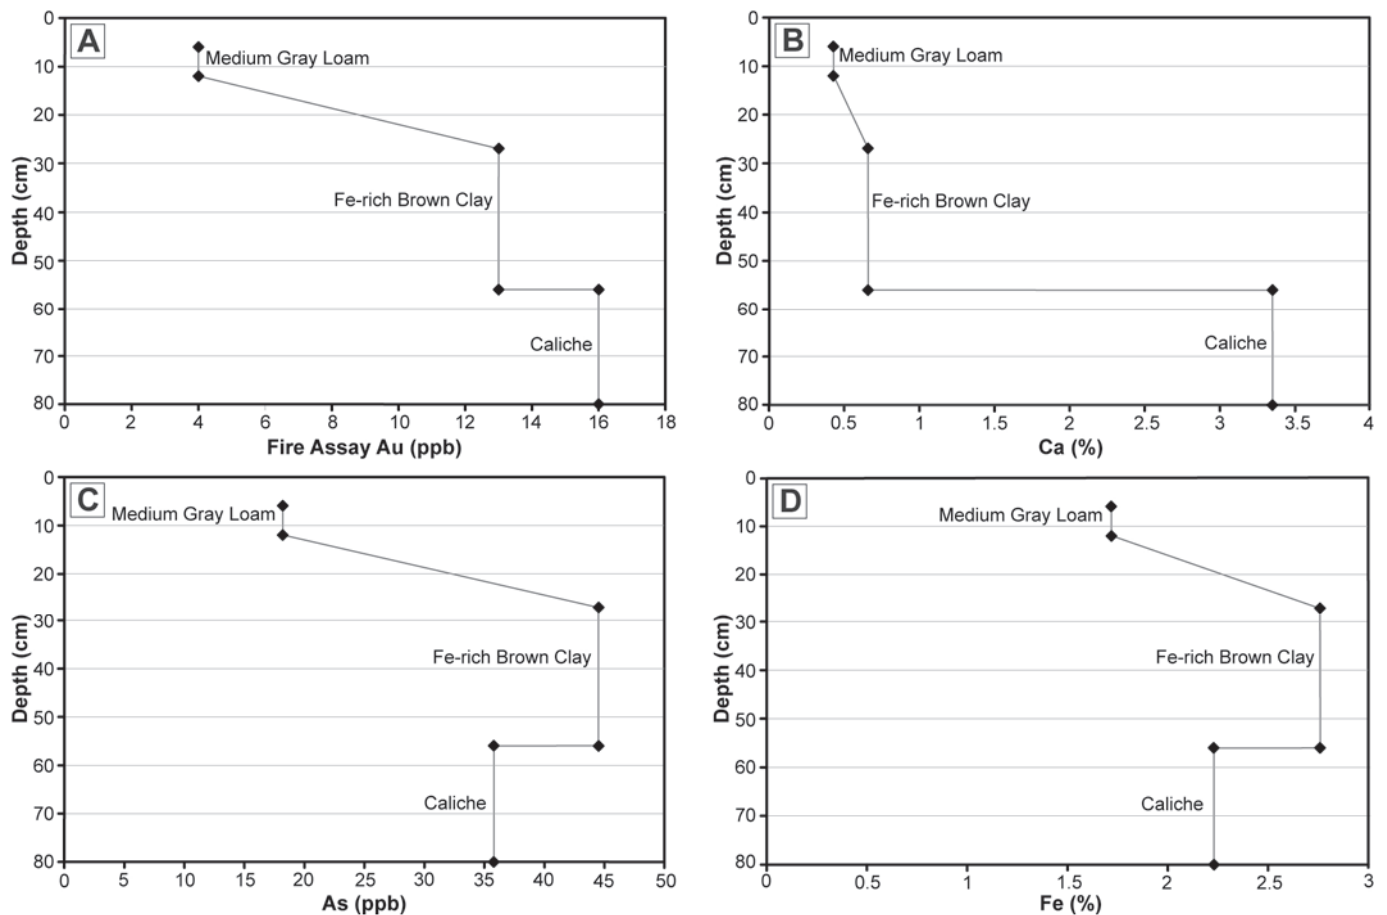 A
Medium Gray Loam
Fe-rich Brown Clay
Caliche
Depth (cm)
0
10
20
30
40
50
60
70
80
0 2 4 6 8 10 12 14 16 18
Fire Assay Au (ppb)
B
Medium Gray Loam
Fe-rich Brown Clay
Caliche
Depth (cm)
0
10
20
30
40
50
60
70
80
0 0.5 1 1.5 2 2.5 3 3.5 4
Ca (%)
C
Medium Gray Loam
Fe-rich Brown Clay
Caliche
Depth (cm)
0
10
20
30
40
50
60
70
80
0 5 10 15 20 25 30 35 40 45 50
As (ppb)
D
Medium Gray Loam
Fe-rich Brown Clay
Caliche
Depth (cm)
0
10
20
30
40
50
60
70
80
0 0.5 1 1.5 2 2.5 3
Fe (%)